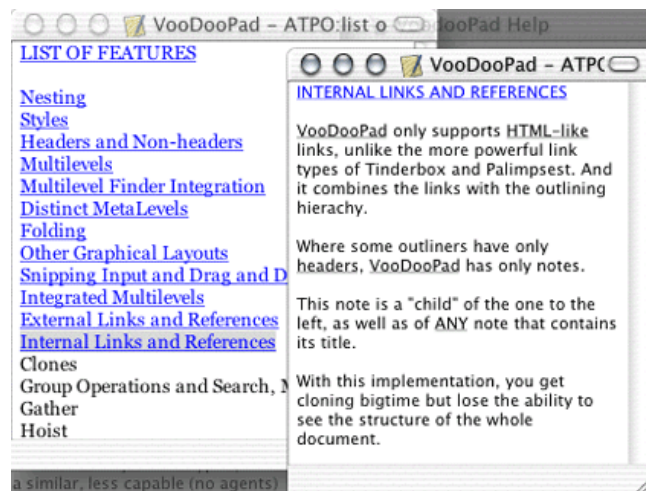 VooDooPad – ATPO:list o
dooPad Help
LIST OF FEATURES
Nesting
Styles
Headers and Non-headers
Multilevels
Multilevel Finder Integration
Distinct MetaLevels
Folding
Other Graphical Layouts
Snipping Input and Drag and D
Integrated Multilevels
External Links and References
Internal Links and References
Clones
Group Operations and Search, M
Gather
Hoist
VooDooPad – ATPO
INTERNAL LINKS AND REFERENCES
VooDooPad only supports HTML-like
links, unlike the more powerful link
types of Tinderbox and Palimpsest. And
it combines the links with the outlining
hierachy.
Where some outliners have only
headers, VooDooPad has only notes.
This note is a "child" of the one to the
left, as well as of ANY note that contains
its title.
With this implementation, you get
cloning bigtime but lose the ability to
see the structure of the whole
document.
a similar, less capable (no agents)